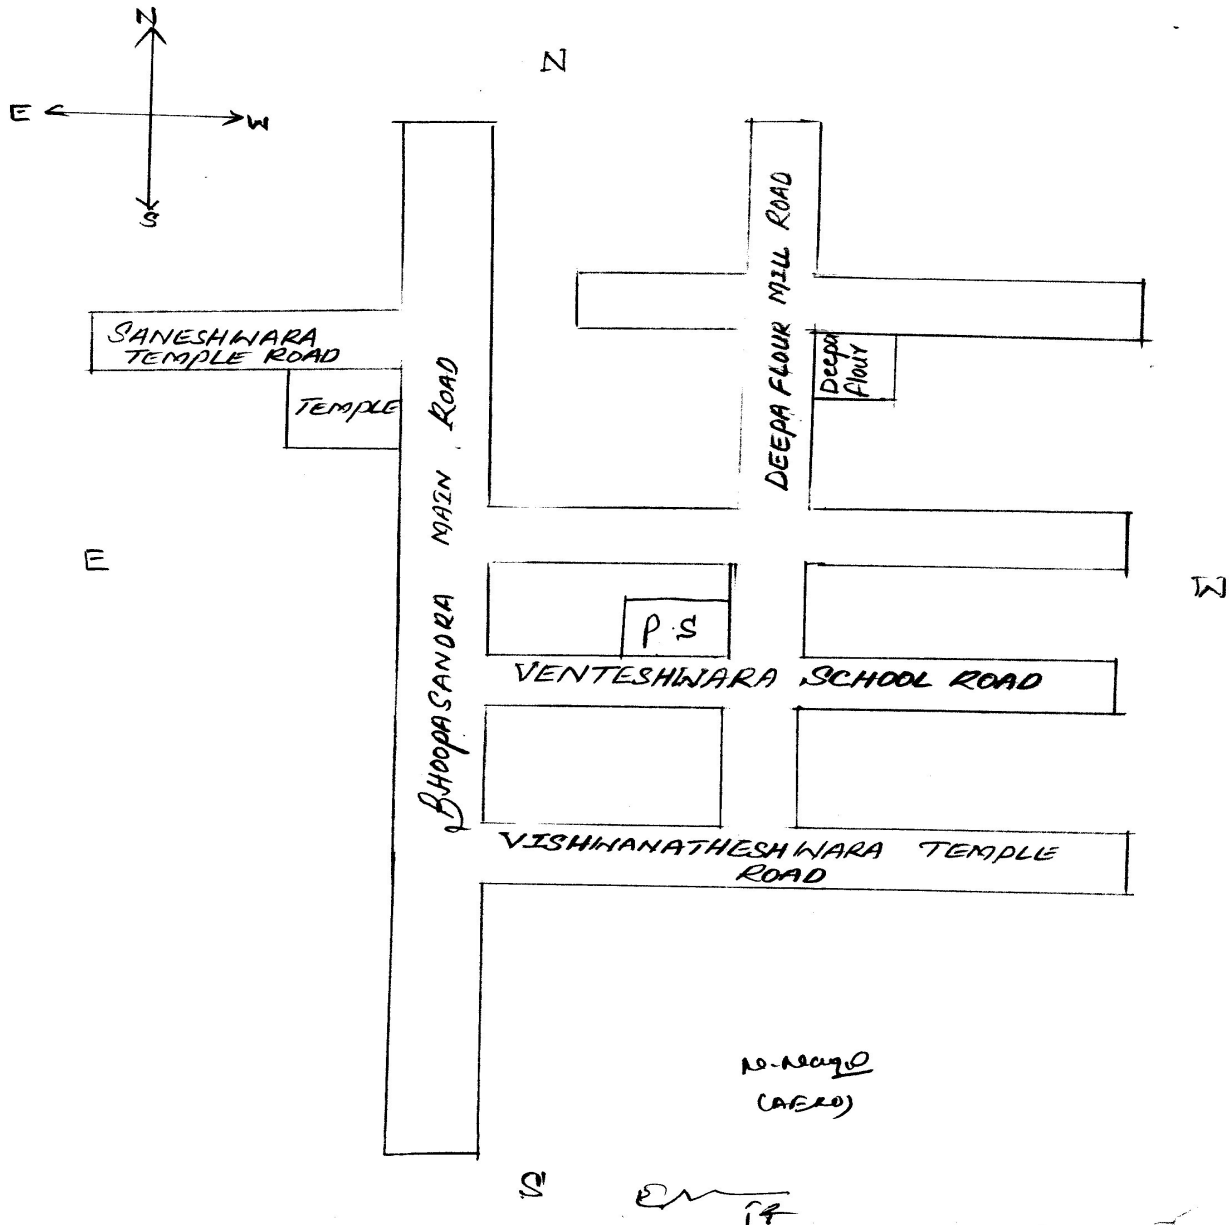 N
N
E
W
S
SANESHWARA
TEMPLE ROAD
TEMPLE
BHOOPASANDRA MAIN ROAD
DEEPA FLOUR MILL ROAD
Deepa
flour
E
W
P.S
VENTESHWARA SCHOOL ROAD
VISHWANATHESHWARA TEMPLE
ROAD
(AERO)
S